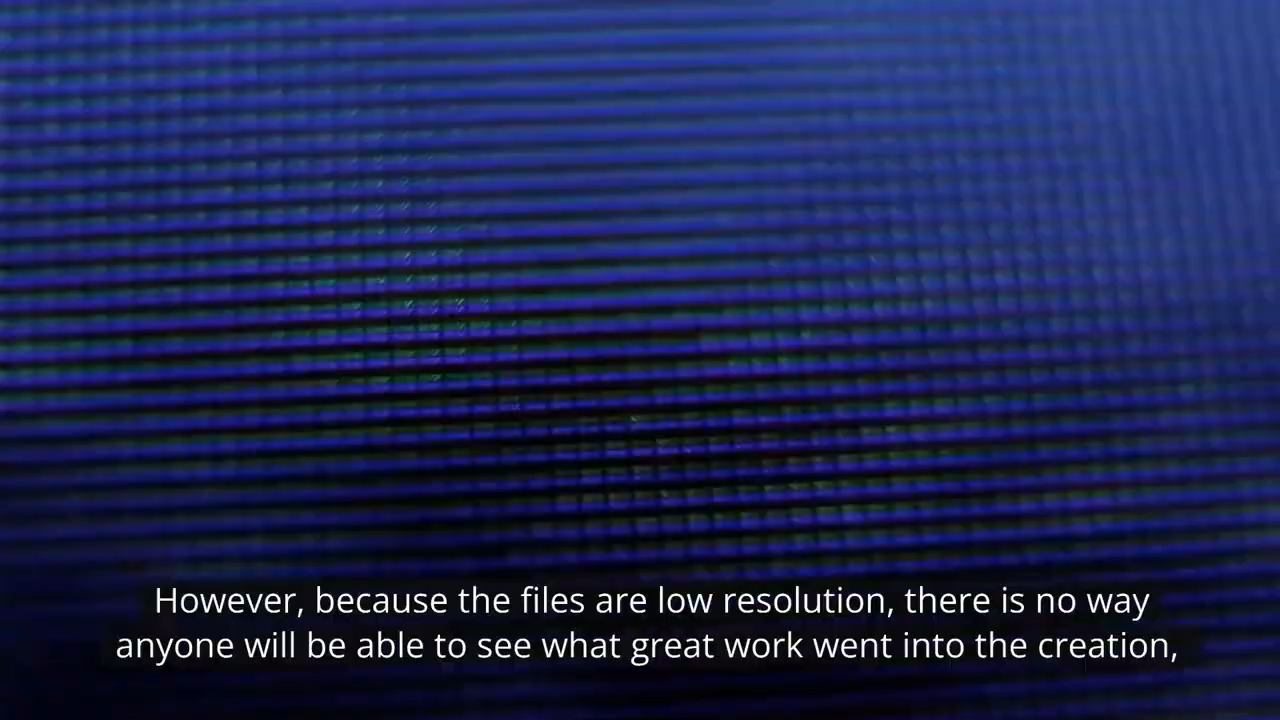 However, because the files are low resolution, there is no way
anyone will be able to see what great work went into the creation,